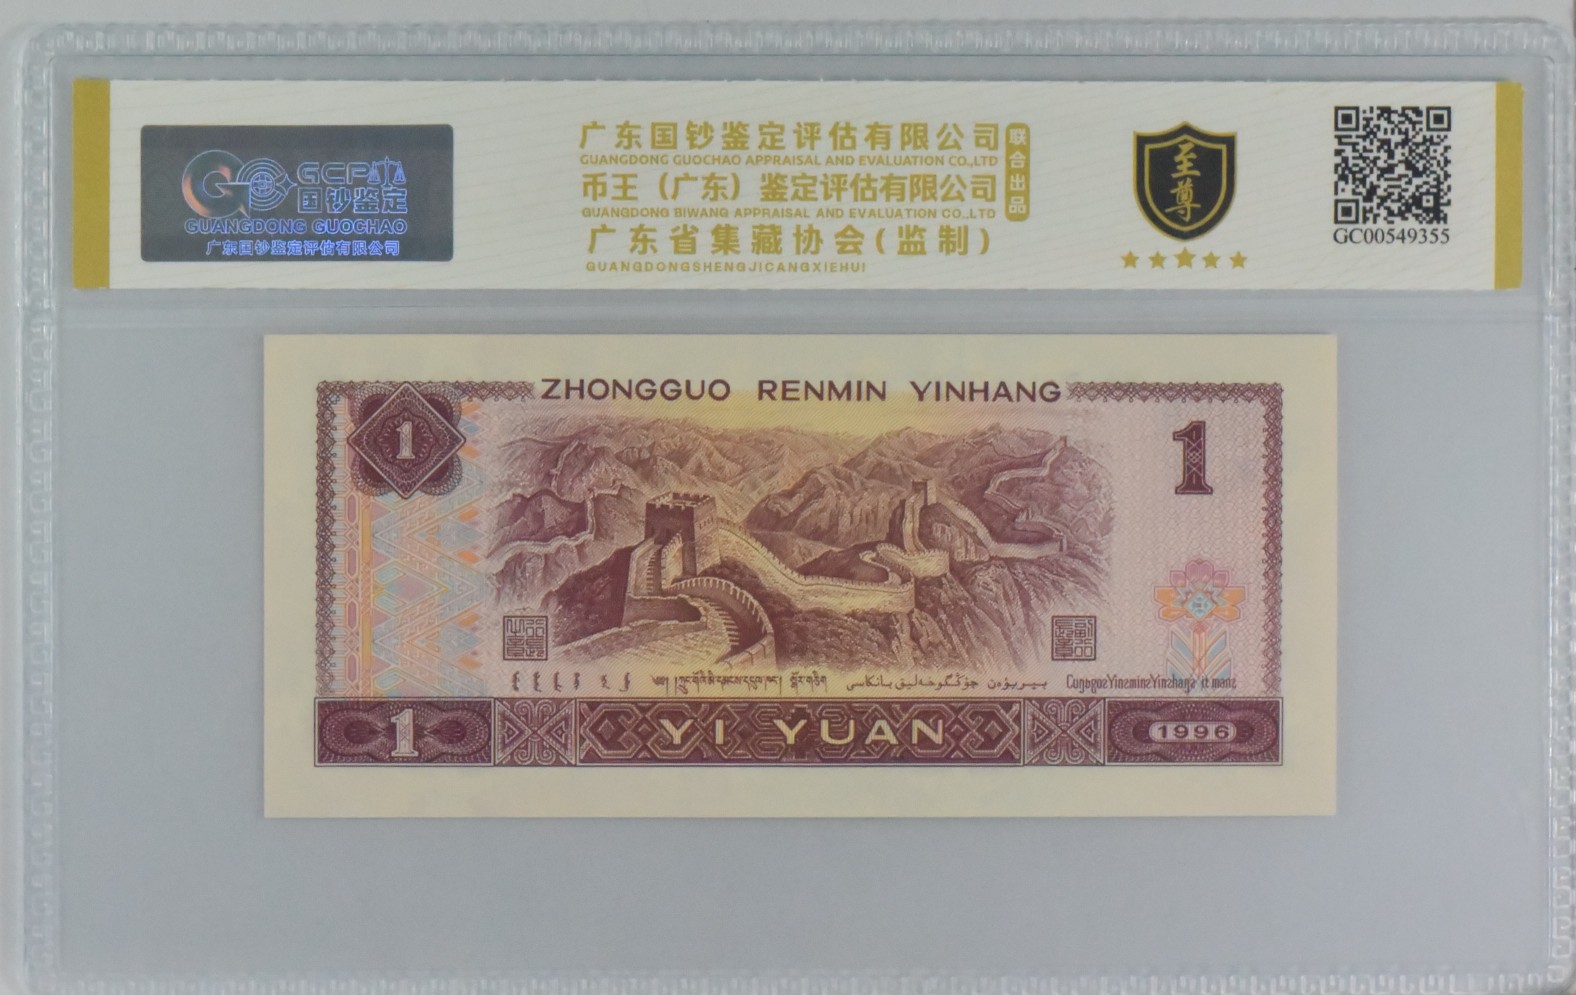 GCP
国钞鉴定
GUANGDONG GUOCHAO
广东国钞鉴定评估有限公司
广东国钞鉴定评估有限公司
GUANGDONG GUOCHAO APPRAISAL AND EVALUATION CO.,LTD
币王（广东）鉴定评估有限公司
GUANGDONG BIWANG APPRAISAL AND EVALUATION CO.,LTD
广东省集藏协会(监制)
GUANGDONGSHENGJICANGXIEHUI
联合出品
至尊
GC00549355
ZHONGGUO RENMIN YINHANG
1
1
1
YI YUAN
1996